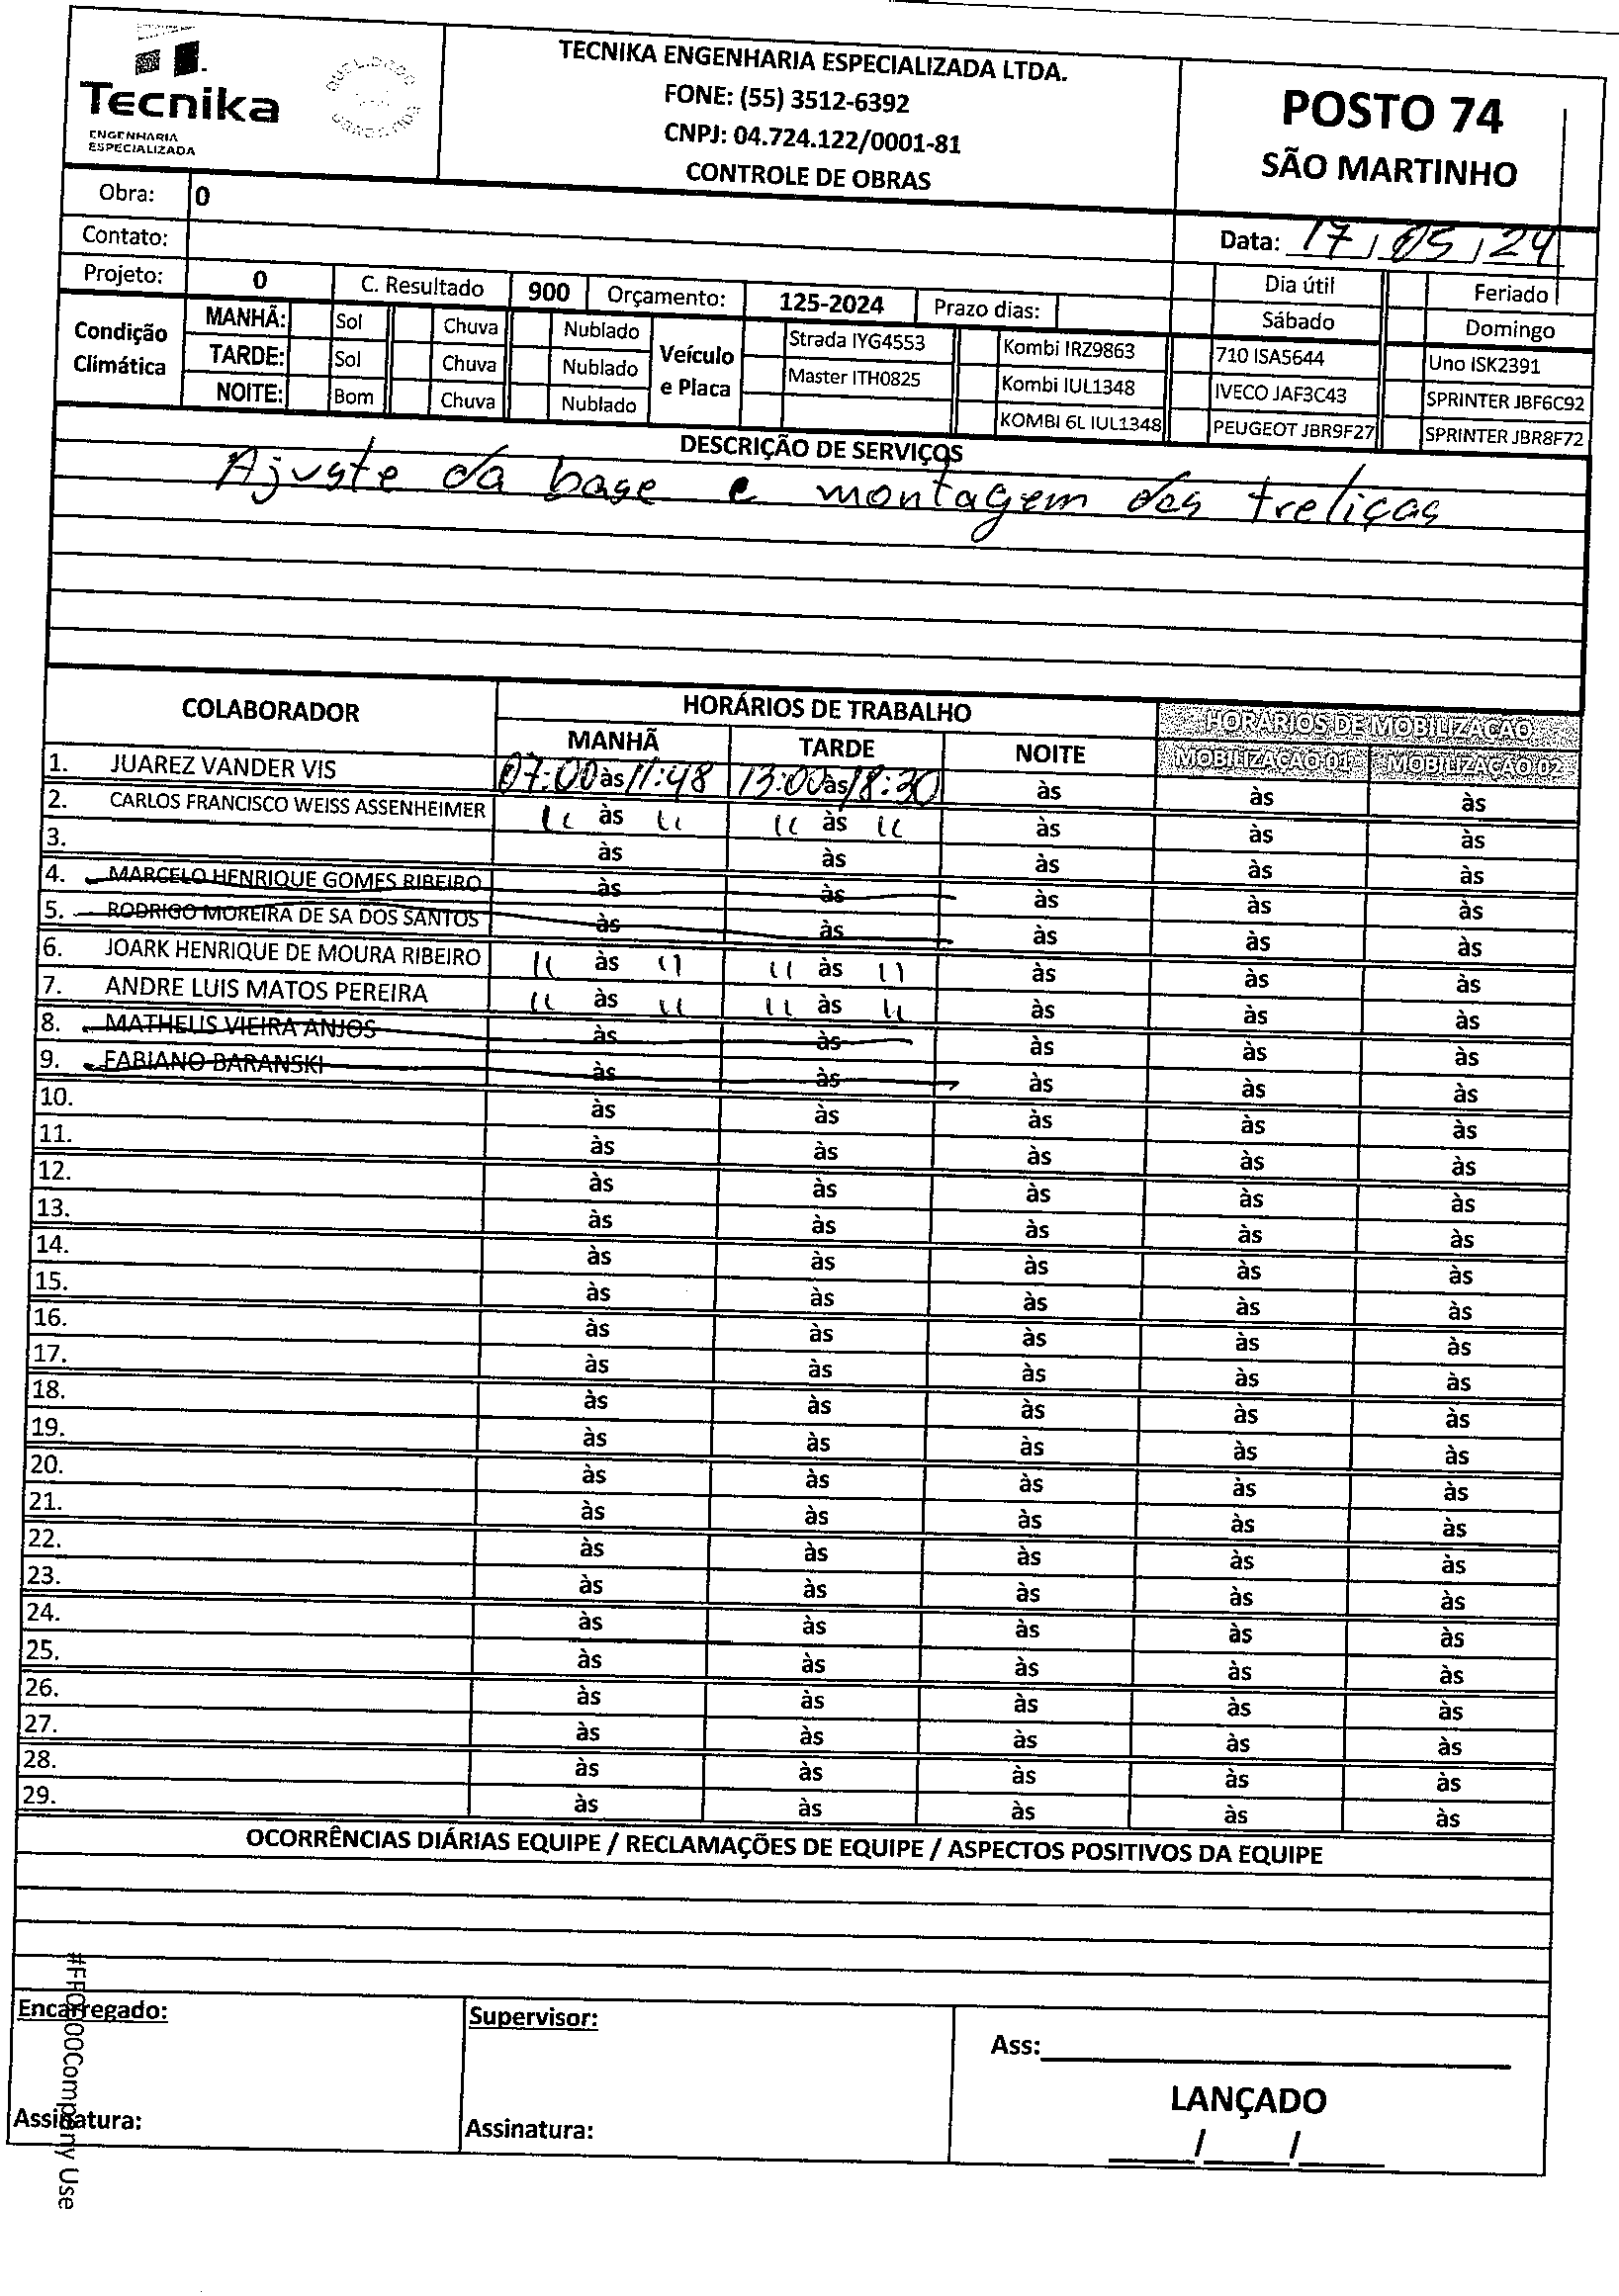 Tecnika
ENGENHARIA
ESPECIALIZADA
TECNIKA ENGENHARIA ESPECIALIZADA LTDA.
FONE: (55) 3512-6392
CNPJ: 04.724.122/0001-81
CONTROLE DE OBRAS
POSTO 74
SÃO MARTINHO
Obra: 0
Contato:
Data: 17/05/24
Projeto: 0 C. Resultado 900 Orçamento: 125-2024 Prazo dias: Dia útil Feriado
Sábado Domingo
Condição Climática
MANHÃ: Sol Chuva Nublado
TARDE: Sol Chuva Nublado
NOITE: Bom Chuva Nublado
Veículo e Placa
Strada IYG4553 Kombi IRZ9863 710 ISA5644 Uno ISK2391
Master ITH0825 Kombi IUL1348 IVECO JAF3C43 SPRINTER JBF6C92
KOMBI 6L IUL1348 PEUGEOT JBR9F27 SPRINTER JBR8F72
DESCRIÇÃO DE SERVIÇOS
Ajuste da base e montagem das treliças
COLABORADOR HORÁRIOS DE TRABALHO HORÁRIOS DE MOBILIZAÇÃO
MANHÃ TARDE NOITE MOBILIZAÇÃO 01 MOBILIZAÇÃO 02
1. JUAREZ VANDER VIS 07:00 às 11:48 13:00 às 18:30 às às às
2. CARLOS FRANCISCO WEISS ASSENHEIMER " às " " às " às às às
3. às às às às às
4. MARCELO HENRIQUE GOMES RIBEIRO às às às às às
5. RODRIGO MOREIRA DE SA DOS SANTOS às às às às às
6. JOARK HENRIQUE DE MOURA RIBEIRO " às " " às " às às às
7. ANDRE LUIS MATOS PEREIRA " às " " às " às às às
8. MATHEUS VIEIRA ANJOS às às às às às
9. FABIANO BARANSKI às às às às às
10. às às às às às
11. às às às às às
12. às às às às às
13. às às às às às
14. às às às às às
15. às às às às às
16. às às às às às
17. às às às às às
18. às às às às às
19. às às às às às
20. às às às às às
21. às às às às às
22. às às às às às
23. às às às às às
24. às às às às às
25. às às às às às
26. às às às às às
27. às às às às às
28. às às às às às
29. às às às às às
OCORRÊNCIAS DIÁRIAS EQUIPE / RECLAMAÇÕES DE EQUIPE / ASPECTOS POSITIVOS DA EQUIPE
Encarregado: Supervisor:
Ass:
LANÇADO
Assinatura: Assinatura:
/ /
#FF0000Company Use